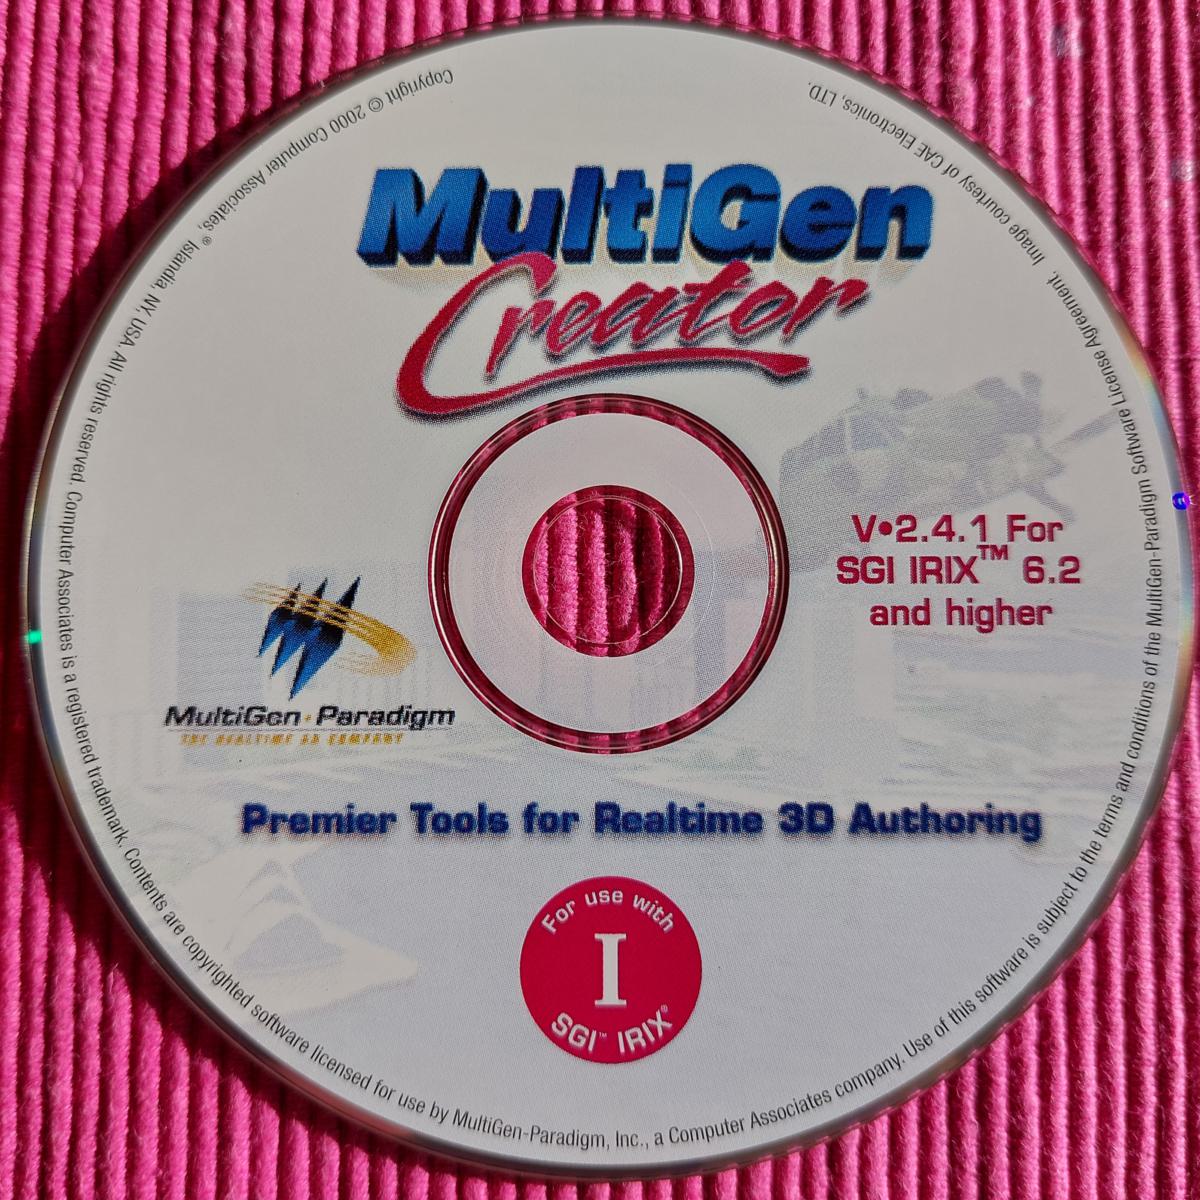 MultiGen
Creator
V•2.4.1 For
SGI IRIX™ 6.2
and higher
MultiGen·Paradigm
THE REALTIME 3D COMPANY
Premier Tools for Realtime 3D Authoring
For use with
I
SGI™ IRIX®
Copyright © 2000 Computer Associates,® Islandia, NY, USA. All rights reserved. Computer Associates is a registered trademark. Contents are copyrighted software licensed for use by MultiGen-Paradigm, Inc., a Computer Associates company. Use of this software is subject to the terms and conditions of the MultiGen-Paradigm Software License Agreement. Image courtesy of CAE Electronics, LTD.